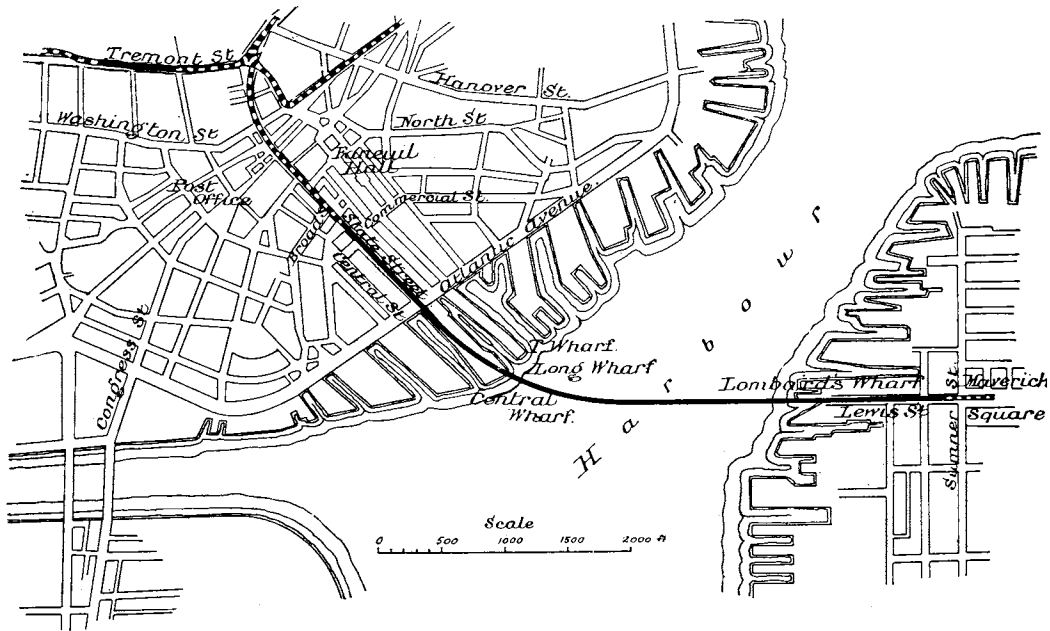 Tremont St.
Hanover St.
Washington St
North St
Faneuil
Hall
Post
Office
Commercial St.
Broad
State Street
Central St.
Atlantic Avenue.
Congress St
T Wharf.
Long Wharf
Central
Wharf.
Harbour
Lombard's Wharf
Lewis St
Sumner St
Maverich
Square
Scale
0 500 1000 1500 2000 ft